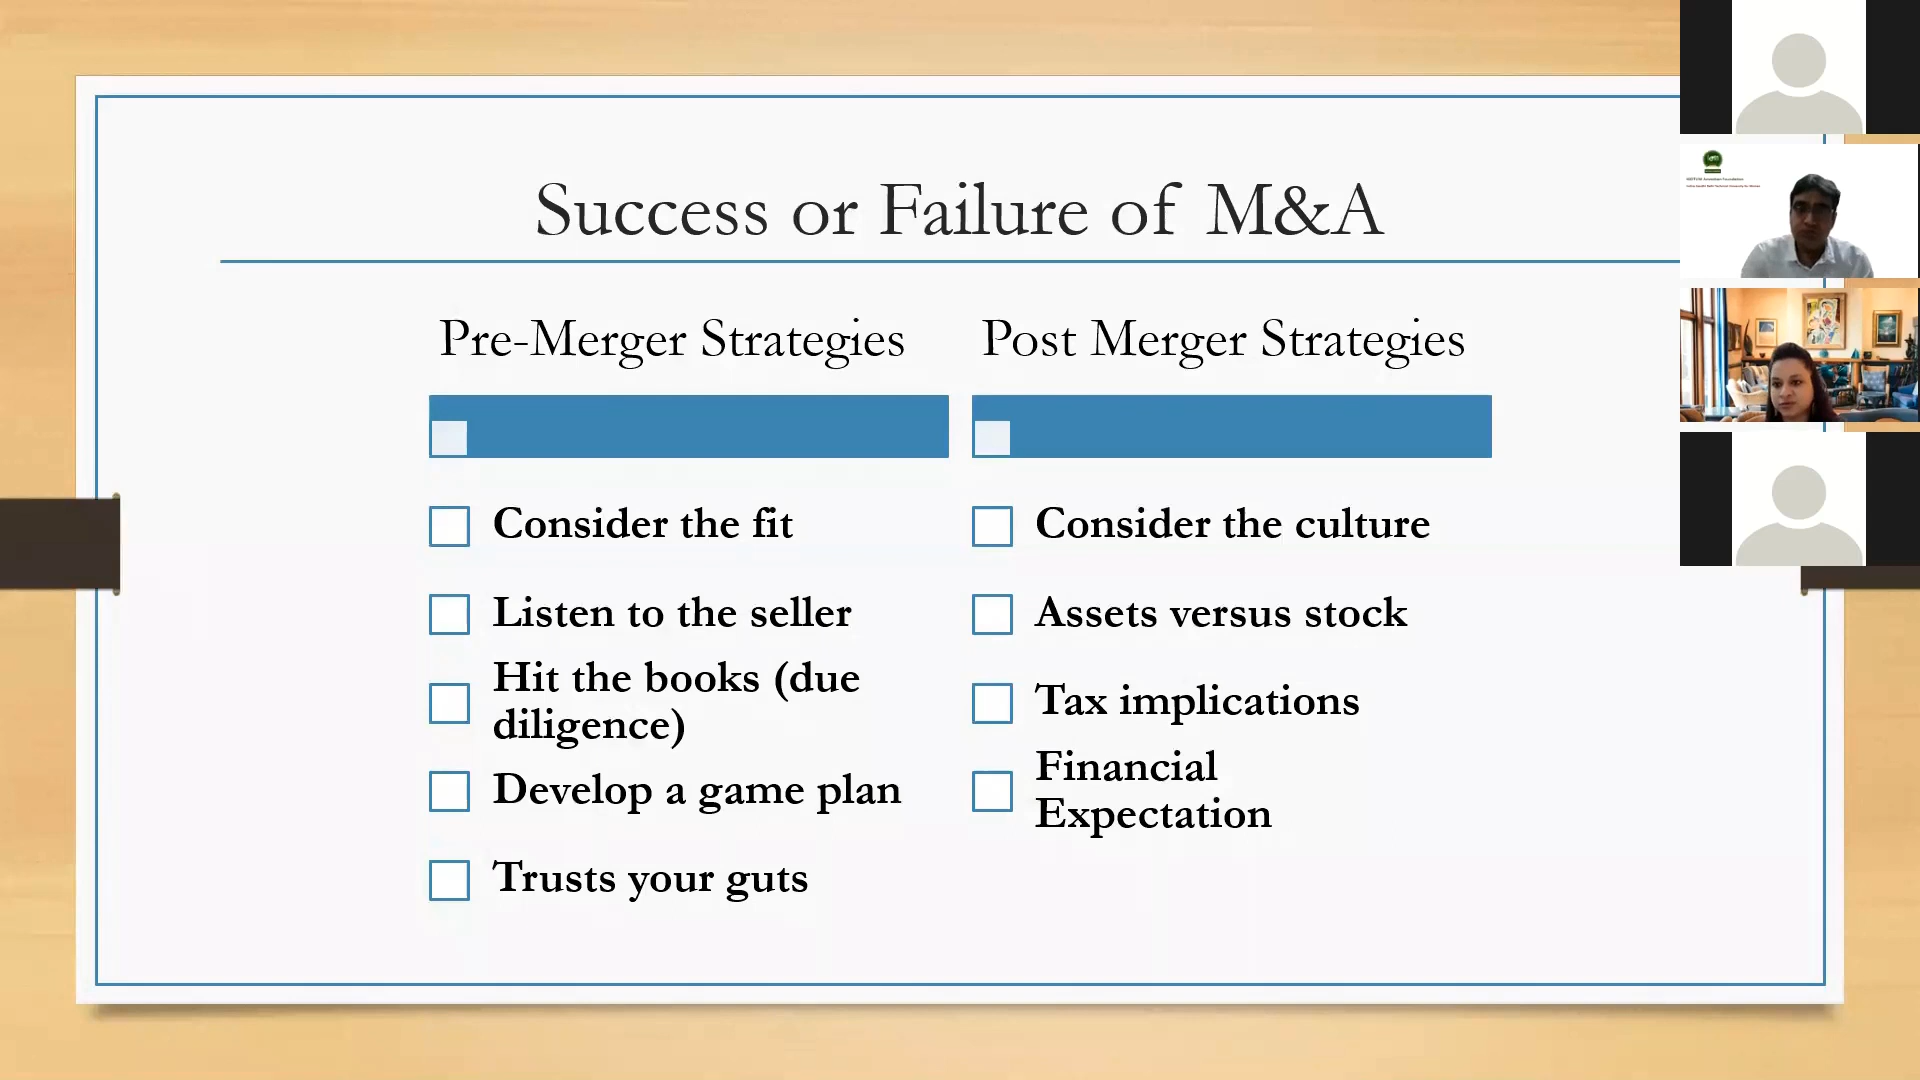 Success or Failure of M&A
Pre-Merger Strategies
Consider the fit
Listen to the seller
Hit the books (due
diligence)
Develop a game plan
Trusts your guts
Post Merger Strategies
Consider the culture
Assets versus stock
Tax implications
Financial
Expectation